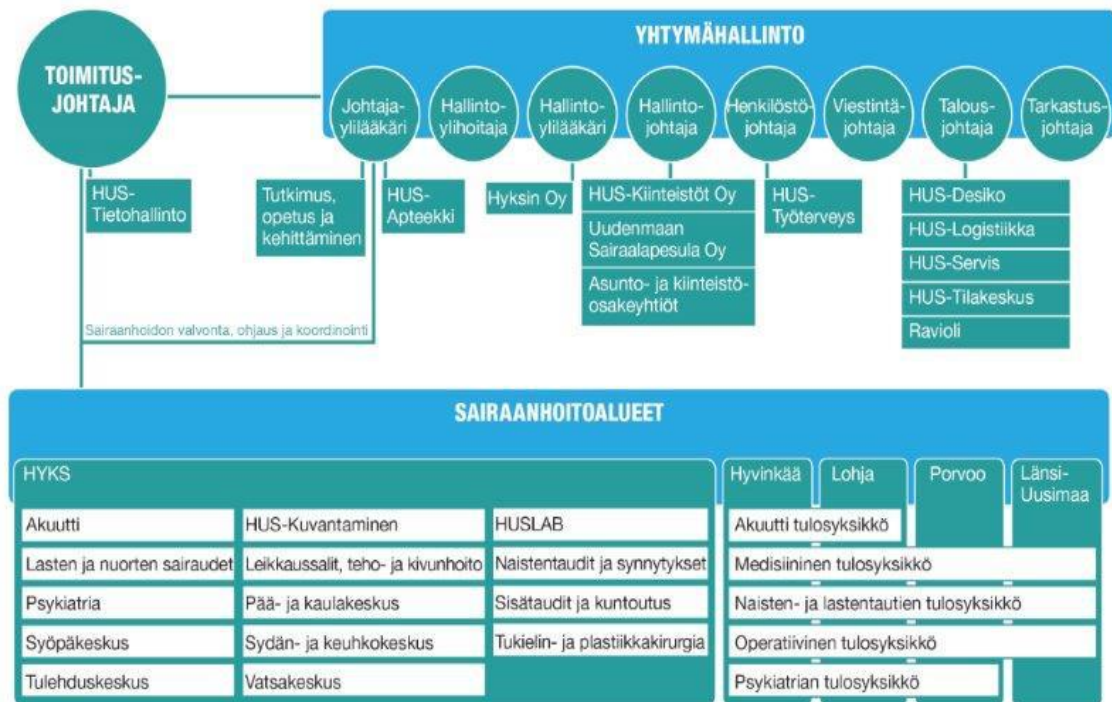 TOIMITUS-
JOHTAJA
YHTYMÄHALLINTO
Johtaja-
ylilääkäri
Hallinto-
ylihoitaja
Hallinto-
ylilääkäri
Hallinto-
johtaja
Henkilöstö-
johtaja
Viestintä-
johtaja
Talous-
johtaja
Tarkastus-
johtaja
HUS-
Tietohallinto
Tutkimus,
opetus ja
kehittäminen
HUS-
Apteekki
Hyksin Oy
HUS-Kiinteistöt Oy
Uudenmaan
Sairaalapesula Oy
Asunto- ja kiinteistö-
osakeyhtiöt
HUS-
Työterveys
HUS-Desiko
HUS-Logistiikka
HUS-Servis
HUS-Tilakeskus
Ravioli
Sairaanhoidon valvonta, ohjaus ja koordinointi
SAIRAANHOITOALUEET
HYKS
Akuutti
HUS-Kuvantaminen
HUSLAB
Lasten ja nuorten sairaudet
Leikkaussalit, teho- ja kivunhoito
Naistentaudit ja synnytykset
Psykiatria
Pää- ja kaulakeskus
Sisätaudit ja kuntoutus
Syöpäkeskus
Sydän- ja keuhkokeskus
Tukielin- ja plastiikkakirurgia
Tulehduskeskus
Vatsakeskus
Hyvinkää
Lohja
Porvoo
Länsi-
Uusimaa
Akuutti tulosyksikkö
Medisiininen tulosyksikkö
Naisten- ja lastentautien tulosyksikkö
Operatiivinen tulosyksikkö
Psykiatrian tulosyksikkö